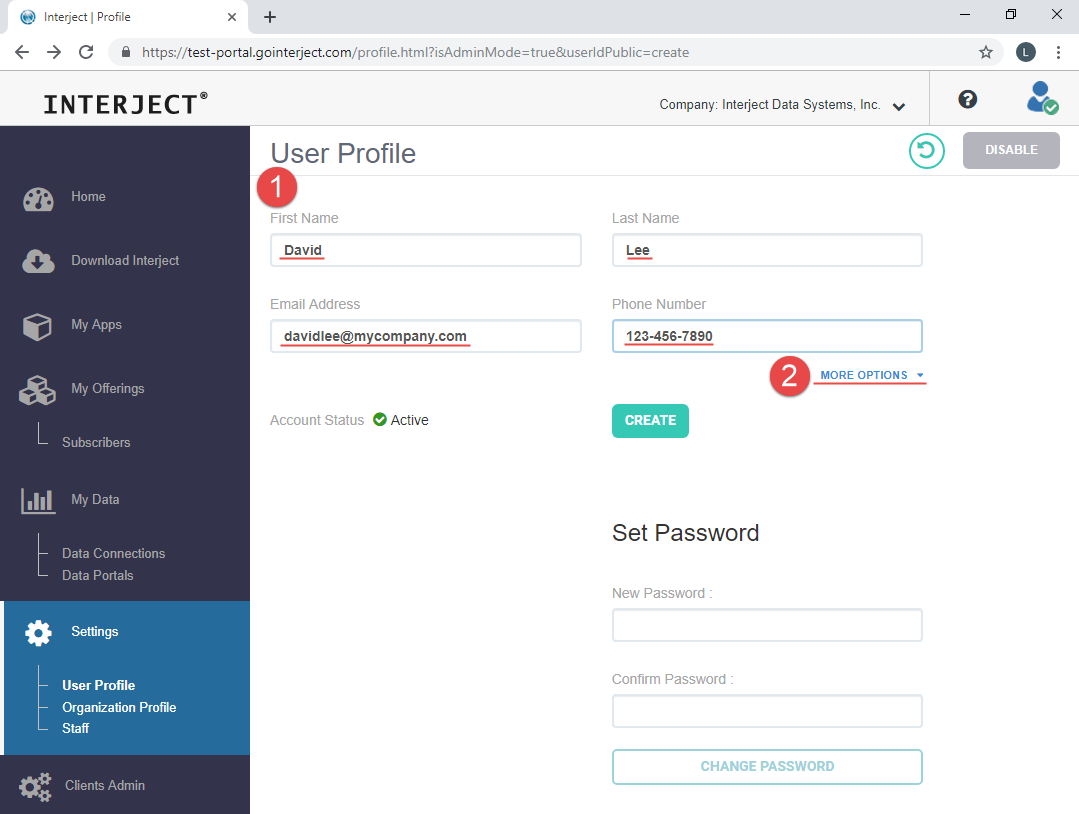 Interject | Profile
https://test-portal.gointerject.com/profile.html?isAdminMode=true&userIdPublic=create
L
INTERJECT®
Company: Interject Data Systems, Inc.
?
Home
Download Interject
My Apps
My Offerings
Subscribers
My Data
Data Connections
Data Portals
Settings
User Profile
Organization Profile
Staff
Clients Admin
User Profile
DISABLE
1
First Name
Last Name
David
Lee
Email Address
Phone Number
davidlee@mycompany.com
123-456-7890
2
MORE OPTIONS
Account Status Active
CREATE
Set Password
New Password :
Confirm Password :
CHANGE PASSWORD